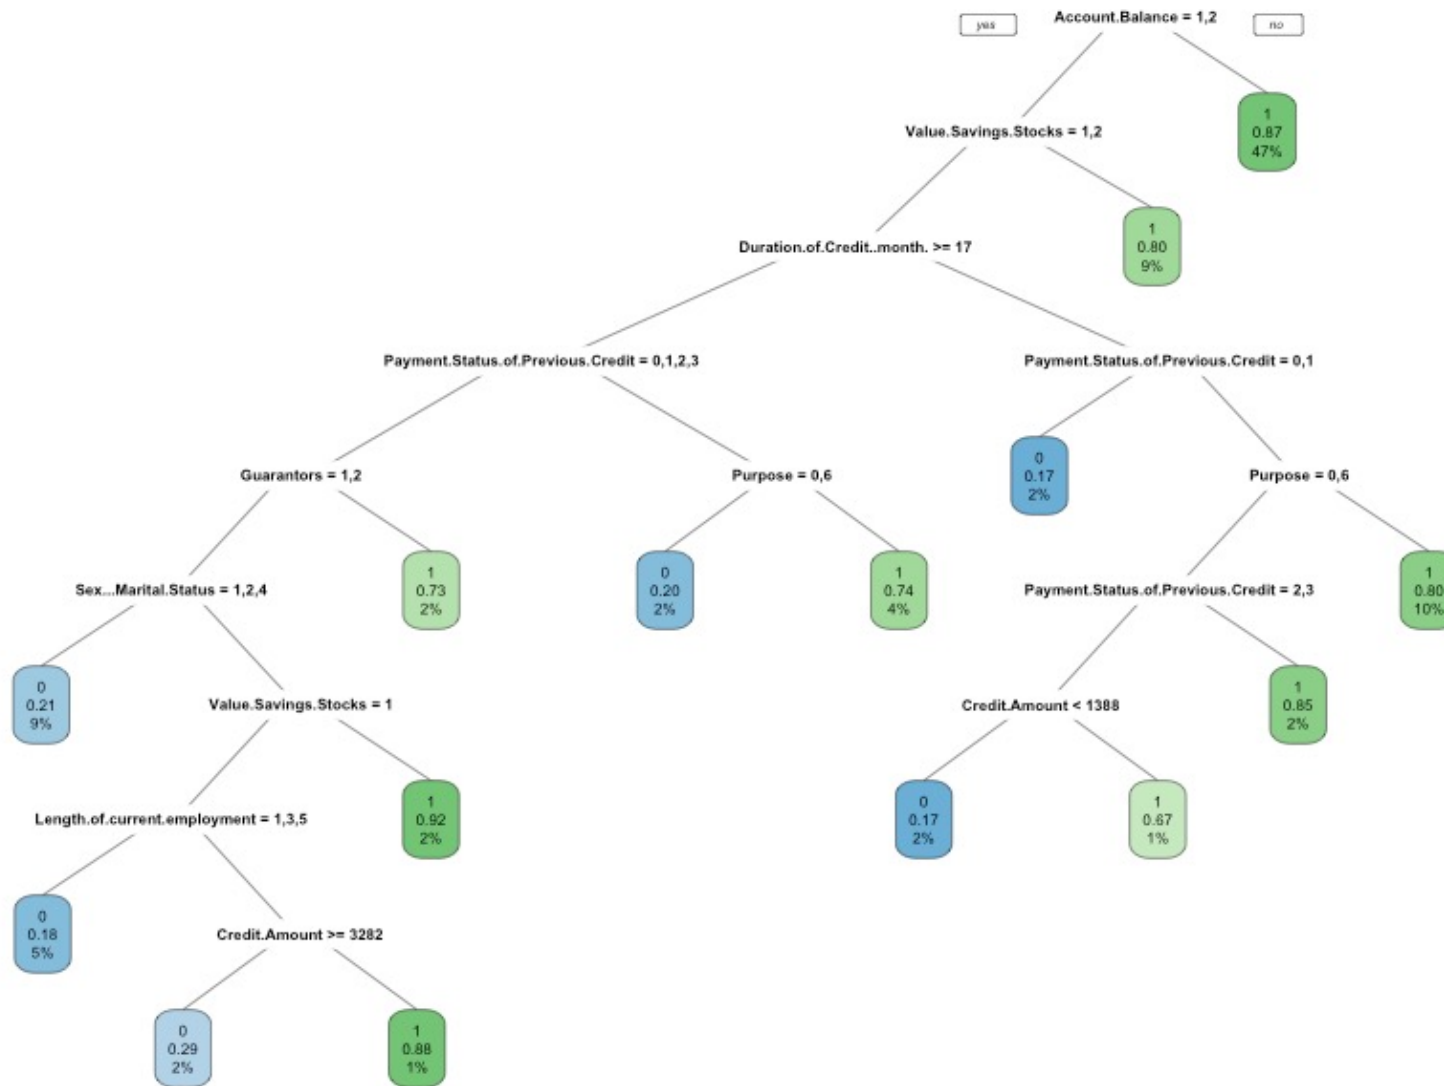 yes
Account.Balance = 1,2
no
1
0.87
47%
Value.Savings.Stocks = 1,2
1
0.80
9%
Duration.of.Credit..month. >= 17
Payment.Status.of.Previous.Credit = 0,1,2,3
Payment.Status.of.Previous.Credit = 0,1
0
0.17
2%
Guarantors = 1,2
Purpose = 0,6
Purpose = 0,6
1
0.73
2%
0
0.20
2%
1
0.74
4%
1
0.80
10%
Sex...Marital.Status = 1,2,4
Payment.Status.of.Previous.Credit = 2,3
0
0.21
9%
1
0.85
2%
Value.Savings.Stocks = 1
Credit.Amount < 1388
1
0.92
2%
0
0.17
2%
1
0.67
1%
Length.of.current.employment = 1,3,5
0
0.18
5%
Credit.Amount >= 3282
0
0.29
2%
1
0.88
1%